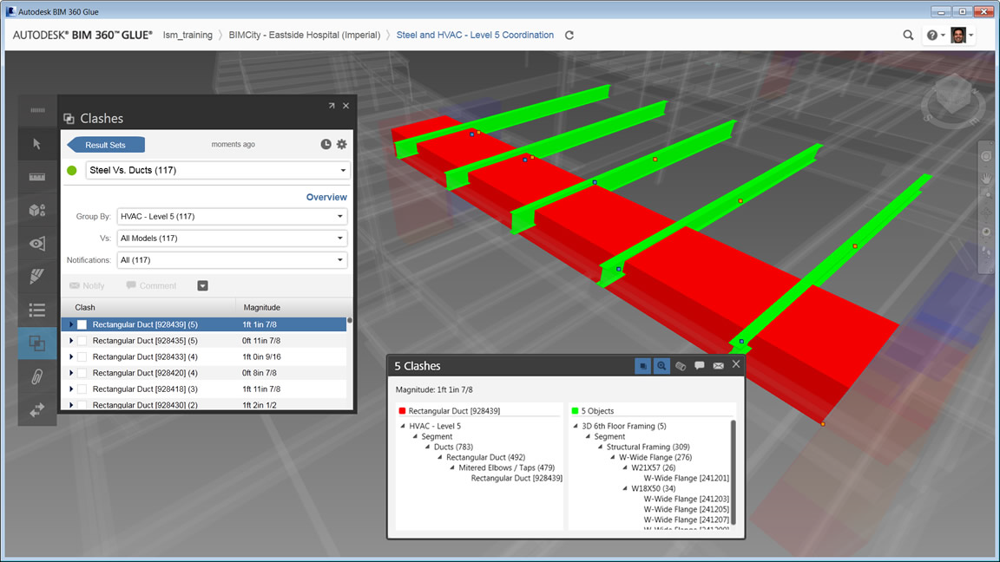 Autodesk BIM 360 Glue
AUTODESK® BIM 360™ GLUE® lsm_training BIMCity - Eastside Hospital (Imperial) Steel and HVAC - Level 5 Coordination
Clashes
Result Sets moments ago
Steel Vs. Ducts (117)
Overview
Group By: HVAC - Level 5 (117)
Vs: All Models (117)
Notifications: All (117)
Notify Comment
Clash Magnitude
Rectangular Duct [928439] (5) 1ft 1in 7/8
Rectangular Duct [928435] (5) 0ft 11in 7/8
Rectangular Duct [928433] (4) 1ft 0in 9/16
Rectangular Duct [928420] (4) 0ft 8in 7/8
Rectangular Duct [928418] (3) 1ft 11in 7/8
Rectangular Duct [928430] (2) 1ft 2in 1/2
5 Clashes
Magnitude: 1ft 1in 7/8
Rectangular Duct [928439]
HVAC - Level 5
Segment
Ducts (783)
Rectangular Duct (492)
Mitered Elbows / Taps (479)
Rectangular Duct [928439]
5 Objects
3D 6th Floor Framing (5)
Segment
Structural Framing (309)
W-Wide Flange (276)
W21X57 (26)
W-Wide Flange [241201]
W18X50 (34)
W-Wide Flange [241203]
W-Wide Flange [241205]
W-Wide Flange [241207]
W-Wide Flange